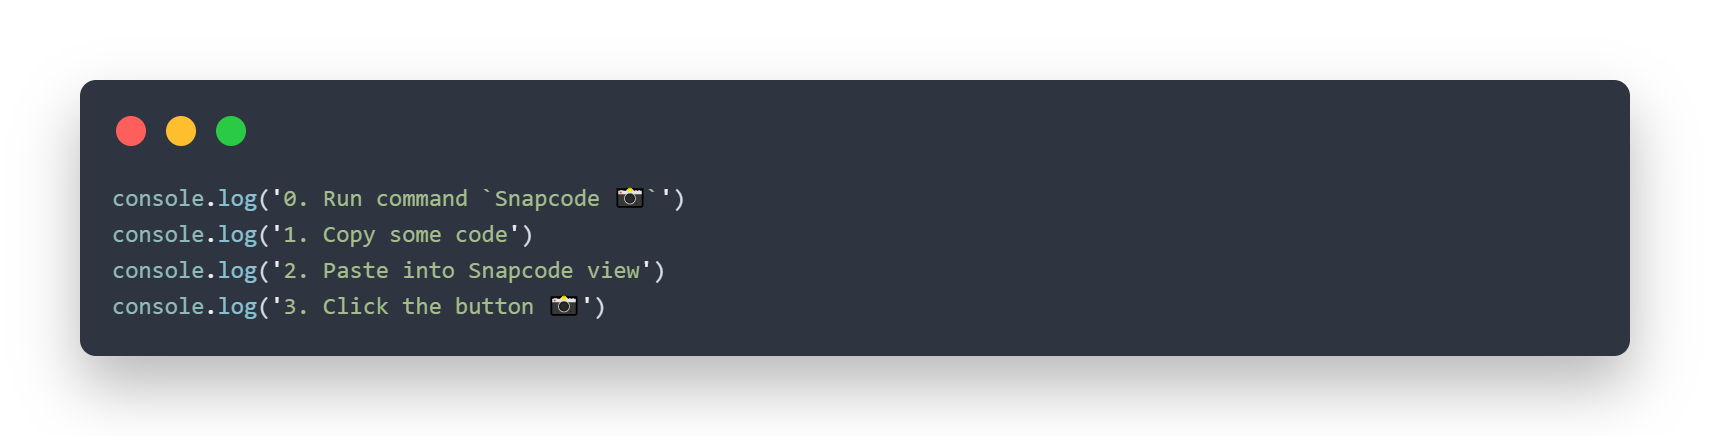 console.log('0. Run command `Snapcode 📸`')
console.log('1. Copy some code')
console.log('2. Paste into Snapcode view')
console.log('3. Click the button 📸')